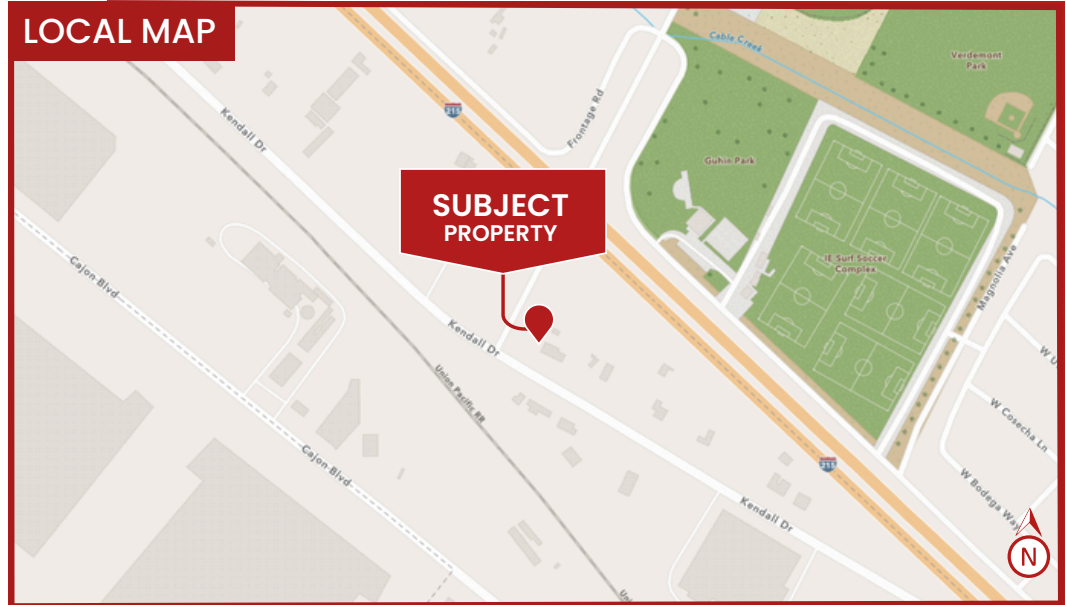 LOCAL MAP
Cable Creek
Verdemont
Park
Frontage Rd
215
Kendall Dr
Guhin Park
SUBJECT
PROPERTY
IE Surf Soccer
Complex
Magnolia Ave
Cajon Blvd
Kendall Dr
Union Pacific RR
W Cosecha Ln
Cajon Blvd
215
W Bodega Way
Kendall Dr
N